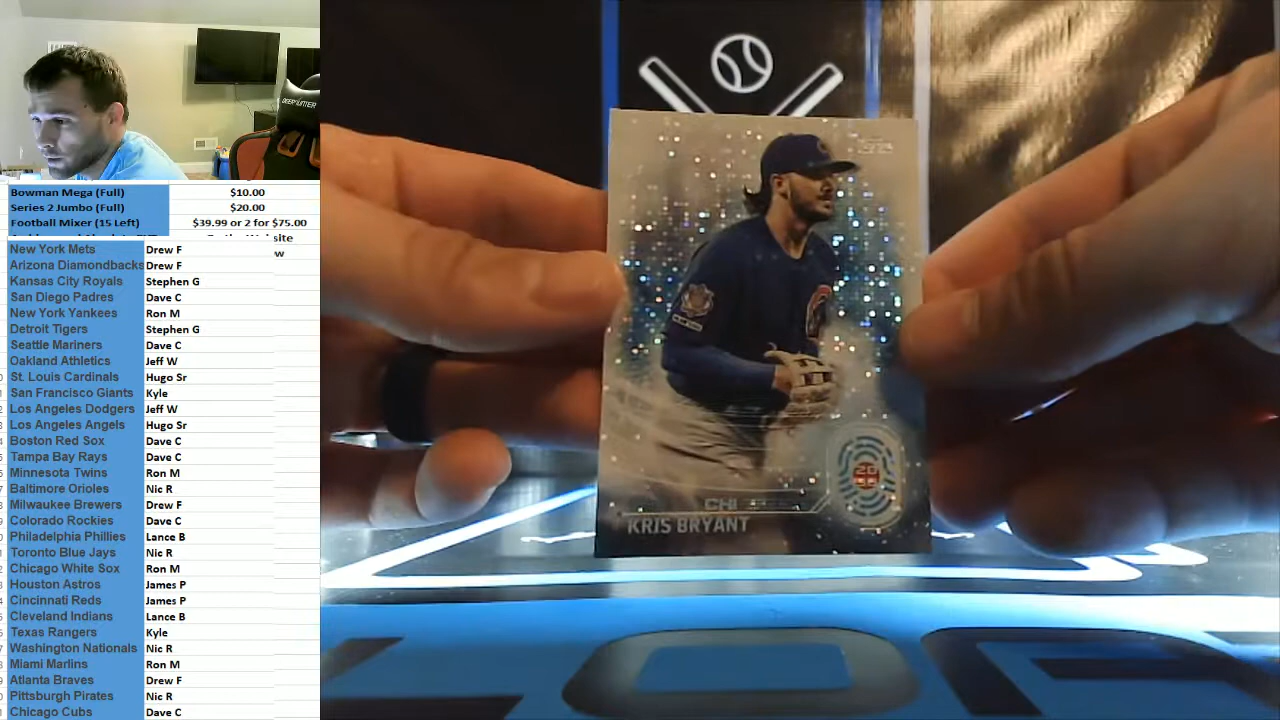 DEEP
Bowman Mega (Full) $10.00
Series 2 Jumbo (Full) $20.00
Football Mixer (15 Left) $39.99 or 2 for $75.00
New York Mets Drew F
Arizona Diamondbacks Drew F
Kansas City Royals Stephen G
San Diego Padres Dave C
New York Yankees Ron M
Detroit Tigers Stephen G
Seattle Mariners Dave C
Oakland Athletics Jeff W
St. Louis Cardinals Hugo Sr
San Francisco Giants Kyle
Los Angeles Dodgers Jeff W
Los Angeles Angels Hugo Sr
Boston Red Sox Dave C
Tampa Bay Rays Dave C
Minnesota Twins Ron M
Baltimore Orioles Nic R
Milwaukee Brewers Drew F
Colorado Rockies Dave C
Philadelphia Phillies Lance B
Toronto Blue Jays Nic R
Chicago White Sox Ron M
Houston Astros James P
Cincinnati Reds James P
Cleveland Indians Lance B
Texas Rangers Kyle
Washington Nationals Nic R
Miami Marlins Ron M
Atlanta Braves Drew F
Pittsburgh Pirates Nic R
Chicago Cubs Dave C
20
CHI
KRIS BRYANT